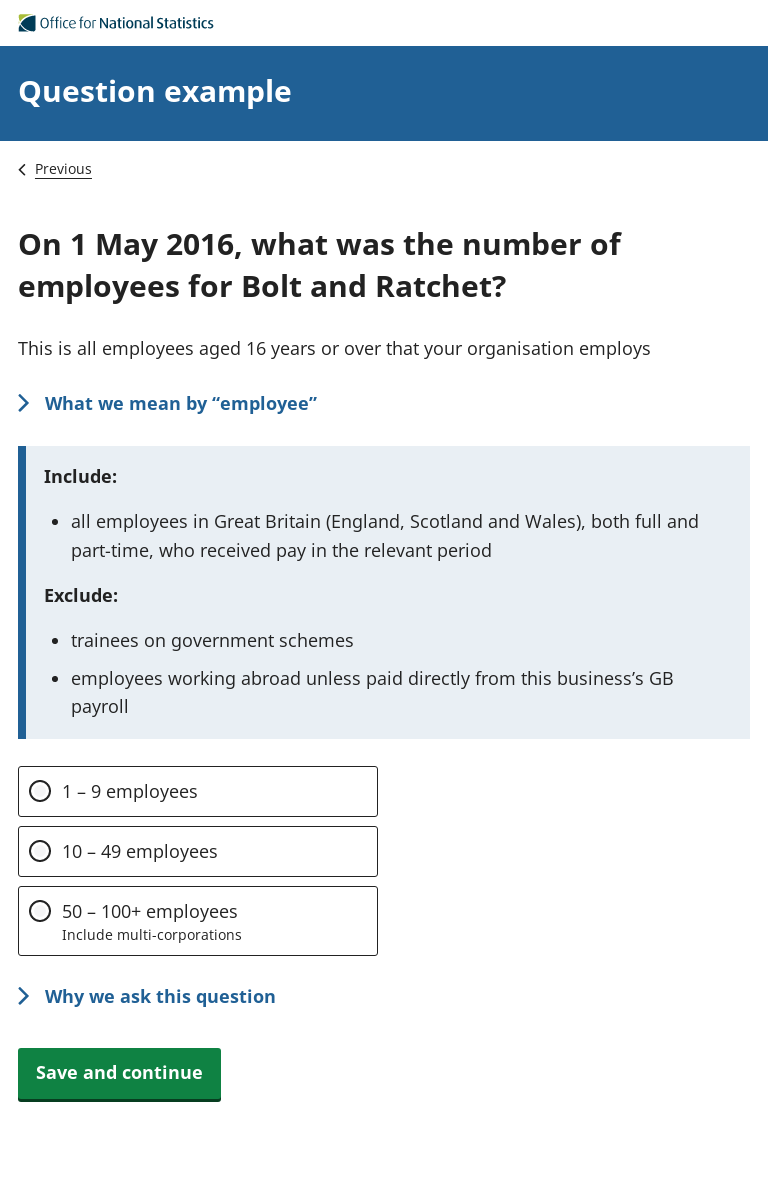 Office for National Statistics
Question example
Previous
On 1 May 2016, what was the number of
employees for Bolt and Ratchet?
This is all employees aged 16 years or over that your organisation employs
What we mean by “employee”
Include:
• all employees in Great Britain (England, Scotland and Wales), both full and
part-time, who received pay in the relevant period
Exclude:
• trainees on government schemes
• employees working abroad unless paid directly from this business’s GB
payroll
1 – 9 employees
10 – 49 employees
50 – 100+ employees
Include multi-corporations
Why we ask this question
Save and continue